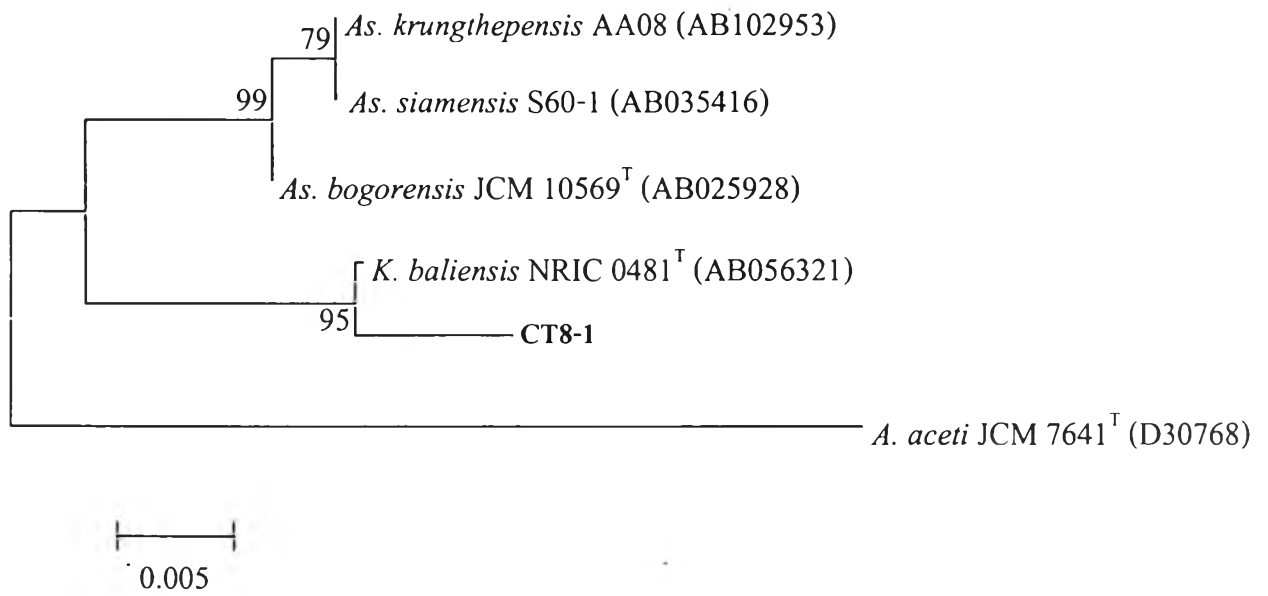 79 As. krungthepensis AA08 (AB102953)
99 As. siamensis S60-1 (AB035416)
As. bogorensis JCM 10569ᵀ (AB025928)
K. baliensis NRIC 0481ᵀ (AB056321)
95 CT8-1
A. aceti JCM 7641ᵀ (D30768)
0.005